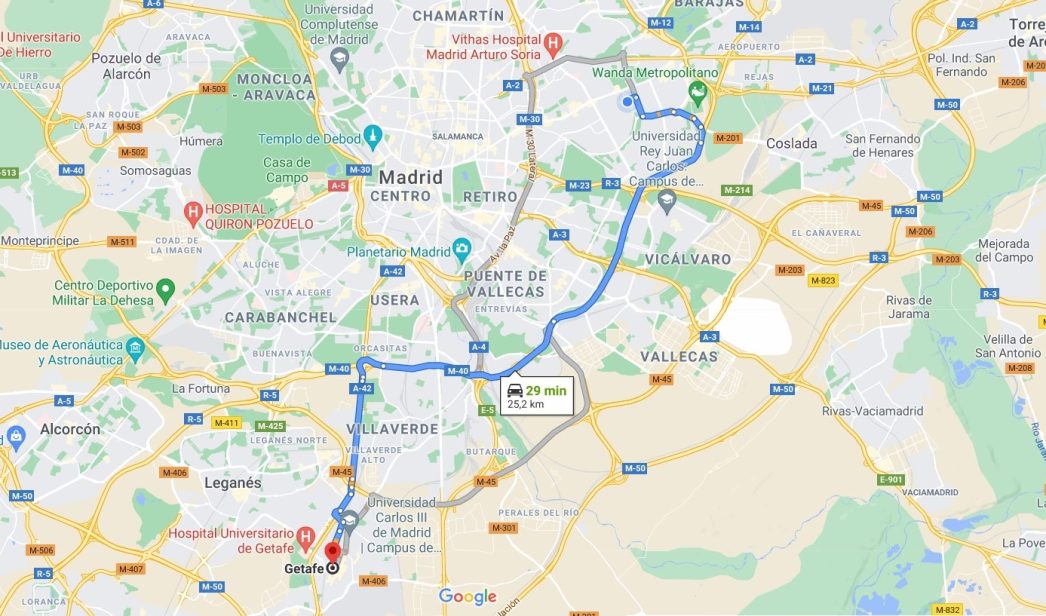 CHAMARTÍN
BARAJAS
A-6
Universidad
Complutense
de Madrid
Vithas Hospital
Madrid Arturo Soria
M-12
M-14
A-2
Torre
de Ar
Universitario
de Hierro
ARAVACA
Pozuelo de
Alarcón
AEROPUERTO
A-2
REJAS
Pol. Ind. San
Fernando
M-20
M-206
URB.
VALDELAGUA
MONCLOA
- ARAVACA
M-503
A-2
Wanda Metropolitano
M-21
M-50
SAN ROQUE
LA PAZ
M-503
Húmera
Templo de Debod
SALAMANCA
M-30
M-30 Lateral
Universidad
Rey Juan
Carlos,
Campus de...
M-201
Coslada
San Fernando
de Henares
M-502
Somosaguas
M-40
-513
Casa de
Campo
M-30
A-5
Madrid
CENTRO
RETIRO
M-23
R-3
M-214
M-45
M-50
M-206
HOSPITAL
QUIRON POZUELO
Monteprincipe
M-511
CDAD. DE
LA IMAGEN
Planetario Madrid
Av. la Paz
A-3
EL CAÑAVERAL
Mejorada
del Campo
ALUCHE
A-42
PUENTE DE
VALLECAS
VICÁLVARO
M-203
R-3
M-203
M-823
Centro Deportivo
Militar La Dehesa
VISTA ALEGRE
USERA
ENTREVÍAS
Rivas de
Jarama
R-3
CARABANCHEL
A-3
Museo de Aeronáutica
y Astronáutica
BUENAVISTA
ORCASITAS
A-4
VALLECAS
Velilla de
San Antonio
M-208
M-40
M-40
A-42
La Fortuna
R-5
29 min
25,2 km
M-45
M-50
A-5
R-5
M-411
M-425
E-5
Rivas-Vaciamadrid
Alcorcón
LEGANÉS NORTE
VILLAVERDE
VILLAVERDE
ALTO
BUTARQUE
M-406
M-45
M-45
M-50
Leganés
E-901
VACIAMADRID
M-50
Universidad
Carlos III
de Madrid
| Campus de...
PERALES DEL RÍO
M-301
LORANCA
Hospital Universitario
de Getafe
M-506
La Pove
R-5
M-407
Getafe
M-406
A-42
M-50
Google
M-301
M-832